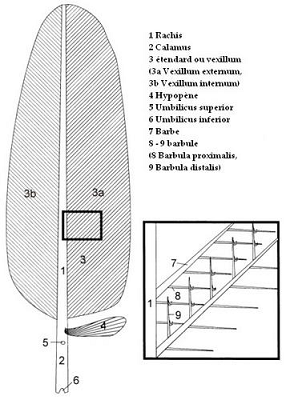 1 Rachis
2 Calamus
3 étendard ou vexillum
(3a Vexillum externum,
3b Vexillum internum)
4 Hypopène
5 Umbilicus superior
6 Umbilicus inferior
7 Barbe
8 - 9 barbule
(8 Barbula proximalis,
9 Barbula distalis)
3b
3a
3
1
4
5
2
6
7
1
8
9